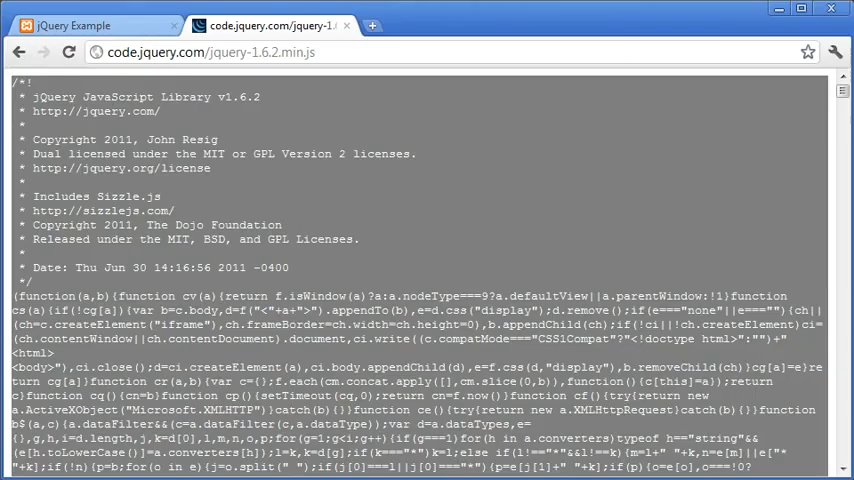 jQuery Example
code.jquery.com/jquery-1.6
code.jquery.com/jquery-1.6.2.min.js
/*!
* jQuery JavaScript Library v1.6.2
* http://jquery.com/
*
* Copyright 2011, John Resig
* Dual licensed under the MIT or GPL Version 2 licenses.
* http://jquery.org/license
*
* Includes Sizzle.js
* http://sizzlejs.com/
* Copyright 2011, The Dojo Foundation
* Released under the MIT, BSD, and GPL Licenses.
*
* Date: Thu Jun 30 14:16:56 2011 -0400
*/
(function(a,b){function cv(a){return f.isWindow(a)?a:a.nodeType===9?a.defaultView||a.parentWindow:!1}function
cs(a){if(!cg[a]){var b=c.body,d=f("<"+a+">").appendTo(b),e=d.css("display");d.remove();if(e==="none"||e===""){ch||
(ch=c.createElement("iframe"),ch.frameBorder=ch.width=ch.height=0),b.appendChild(ch);if(!ci||!ch.createElement)ci=
(ch.contentWindow||ch.contentDocument).document,ci.write((c.compatMode==="CSS1Compat"?"<!doctype html>":"")+"
<html>
<body>"),ci.close();d=ci.createElement(a),ci.body.appendChild(d),e=f.css(d,"display"),b.removeChild(ch)}cg[a]=e}re
turn cg[a]}function cr(a,b){var c={};f.each(cm.concat.apply([],cm.slice(0,b)),function(){c[this]=a});return
c}function cq(){cn=b}function cp(){setTimeout(cq,0);return cn=f.now()}function cf(){try{return new
a.ActiveXObject("Microsoft.XMLHTTP")}catch(b){}}function ce(){try{return new a.XMLHttpRequest}catch(b){}}function
b$(a,c){a.dataFilter&&(c=a.dataFilter(c,a.dataType));var d=a.dataTypes,e=
{},g,h,i=d.length,j,k=d[0],l,m,n,o,p;for(g=1;g<i;g++){if(g===1)for(h in a.converters)typeof h=="string"&&
(e[h.toLowerCase()]=a.converters[h]);l=k,k=d[g];if(k==="*")k=l;else if(l!=="*"&&l!==k){m=l+" "+k,n=e[m]||e["*
"+k];if(!n){p=b;for(o in e){j=o.split(" ");if(j[0]===l||j[0]==="*"){p=e[j[1]+" "+k];if(p){o=e[o],o===!0?